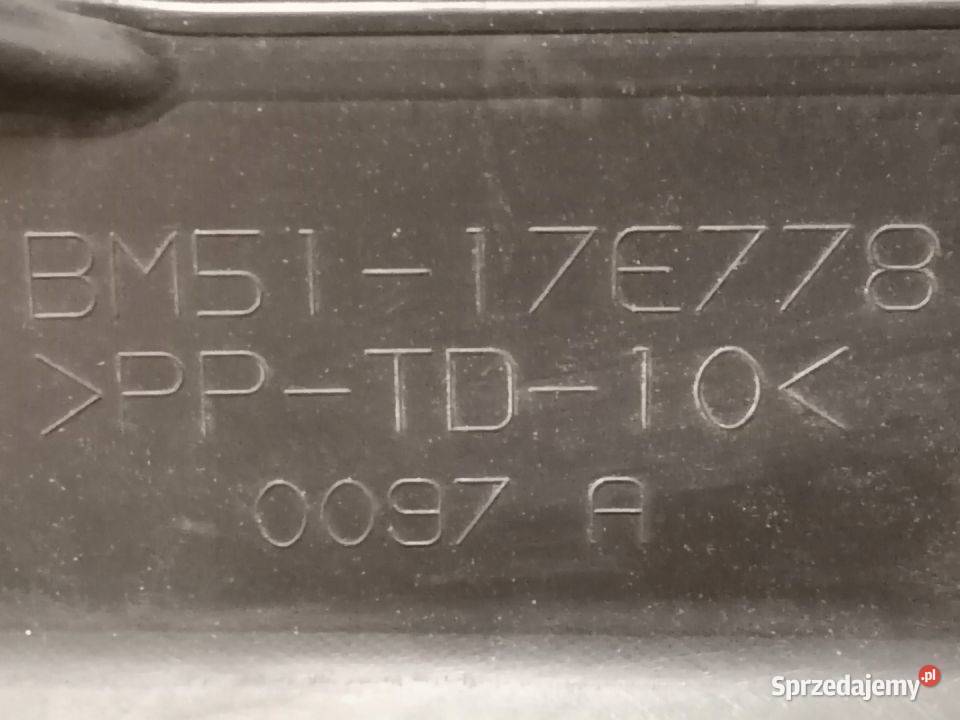 BM51-17E778
>PP-TD-10<
0097 A
Sprzedajemy.pl